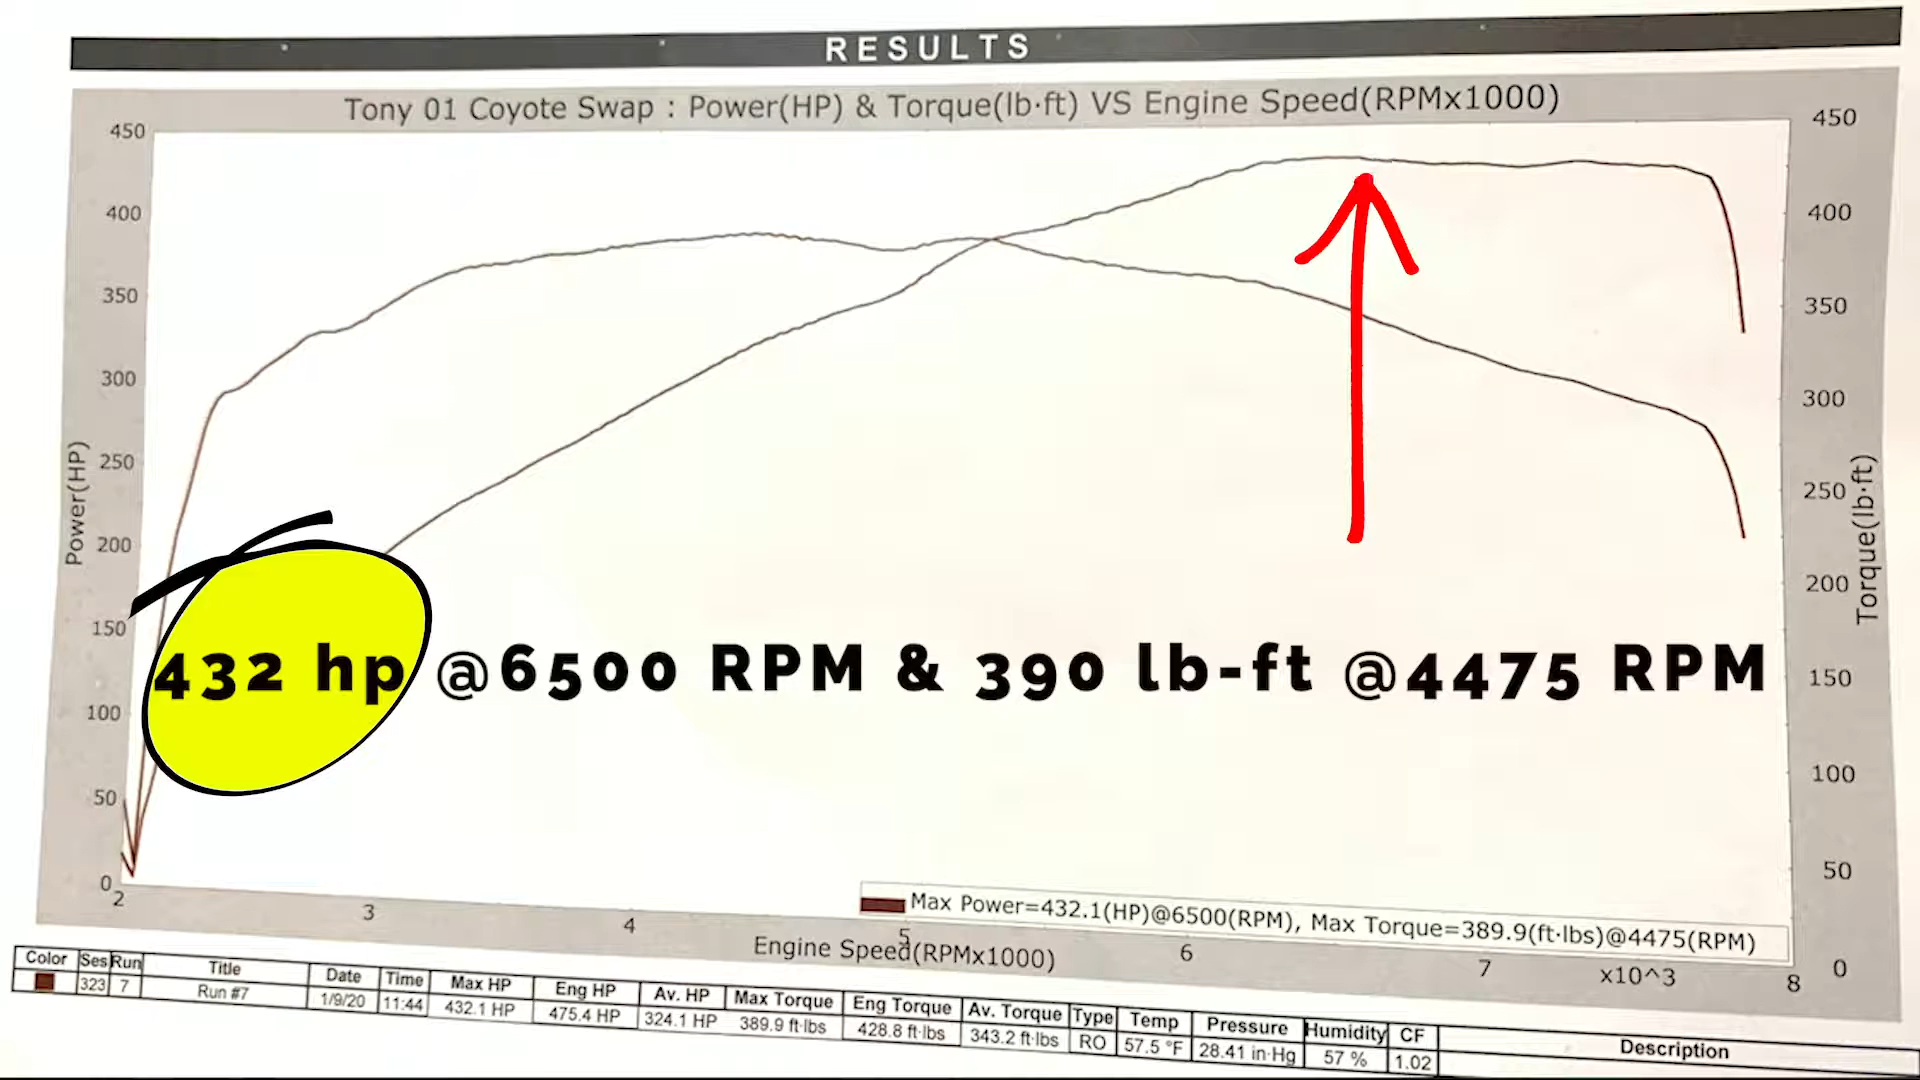 RESULTS
Tony 01 Coyote Swap : Power(HP) & Torque(lb·ft) VS Engine Speed(RPMx1000)
450
400
350
300
250
200
150
100
50
0
Power(HP)
450
400
350
300
250
200
150
100
50
0
Torque(lb·ft)
432 hp @6500 RPM & 390 lb-ft @4475 RPM
Max Power=432.1(HP)@6500(RPM), Max Torque=389.9(ft·lbs)@4475(RPM)
2 3 4 5 6 7 8
Engine Speed(RPMx1000)
x10^3
Color Ses Run Title Date Time Max HP Eng HP Av. HP Max Torque Eng Torque Av. Torque Type Temp Pressure Humidity CF Description
323 7 Run #7 1/9/20 11:44 432.1 HP 475.4 HP 324.1 HP 389.9 ft·lbs 428.8 ft·lbs 343.2 ft·lbs RO 57.5 °F 28.41 in·Hg 57 % 1.02